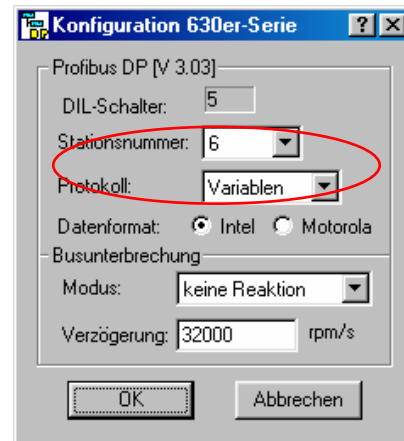 DP Konfiguration 630er-Serie ? ×
Profibus DP [V 3.03]
DIL-Schalter: 5
Stationsnummer: 6
Protokoll: Variablen
Datenformat: Intel Motorola
Busunterbrechung
Modus: keine Reaktion
Verzögerung: 32000 rpm/s
OK Abbrechen